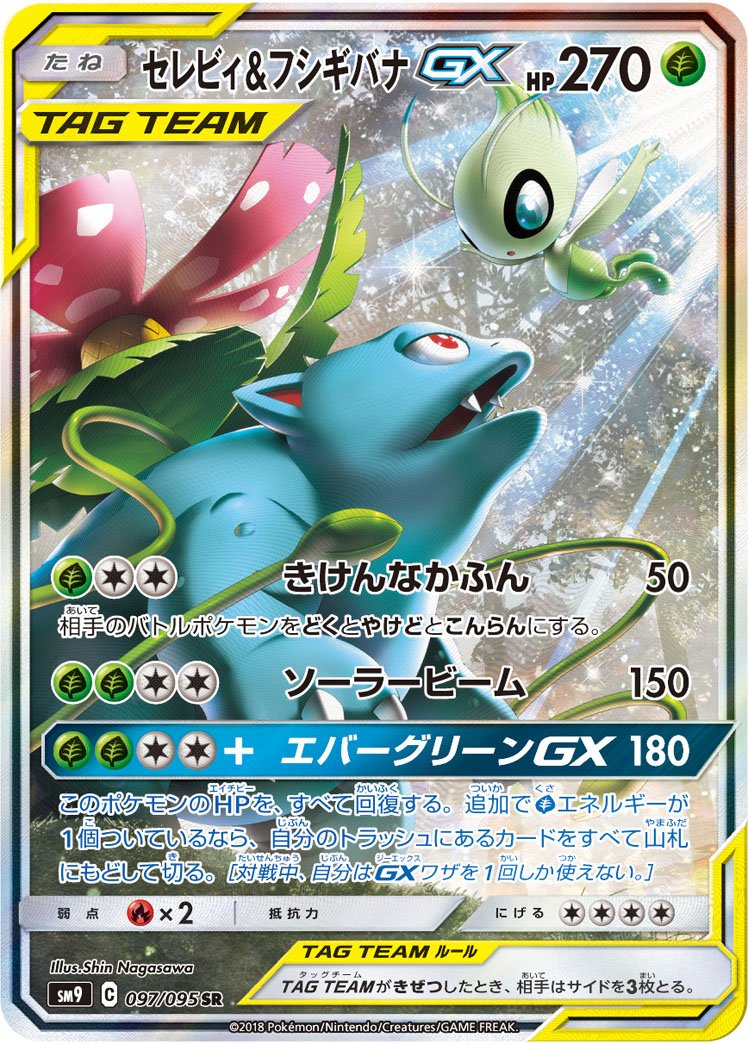 たね セレビィ&フシギバナGX HP270
TAG TEAM
きけんなかふん 50
相手のバトルポケモンをどくとやけどとこんらんにする。
ソーラービーム 150
+ エバーグリーンGX 180
このポケモンのHPを、すべて回復する。追加でエネルギーが
1個ついているなら、自分のトラッシュにあるカードをすべて山札
にもどして切る。[対戦中、自分はGXワザを1回しか使えない。]
弱点 ×2 抵抗力 にげる
TAG TEAM ルール
TAG TEAMがきぜつしたとき、相手はサイドを3枚とる。
Illus.Shin Nagasawa
SM9 C 097/095 SR
©2018 Pokémon/Nintendo/Creatures/GAME FREAK.